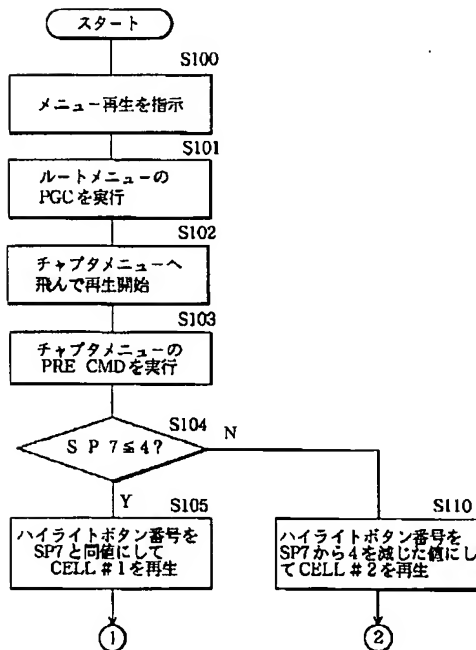 スタート
S100
メニュー再生を指示
S101
ルートメニューの
PGCを実行
S102
チャプタメニューへ
飛んで再生開始
S103
チャプタメニューの
PRE CMDを実行
S104
SP7≦4?
N
Y
S105
ハイライトボタン番号を
SP7と同値にして
CELL #1を再生
S110
ハイライトボタン番号を
SP7から4を減じた値にし
てCELL #2を再生
1
2